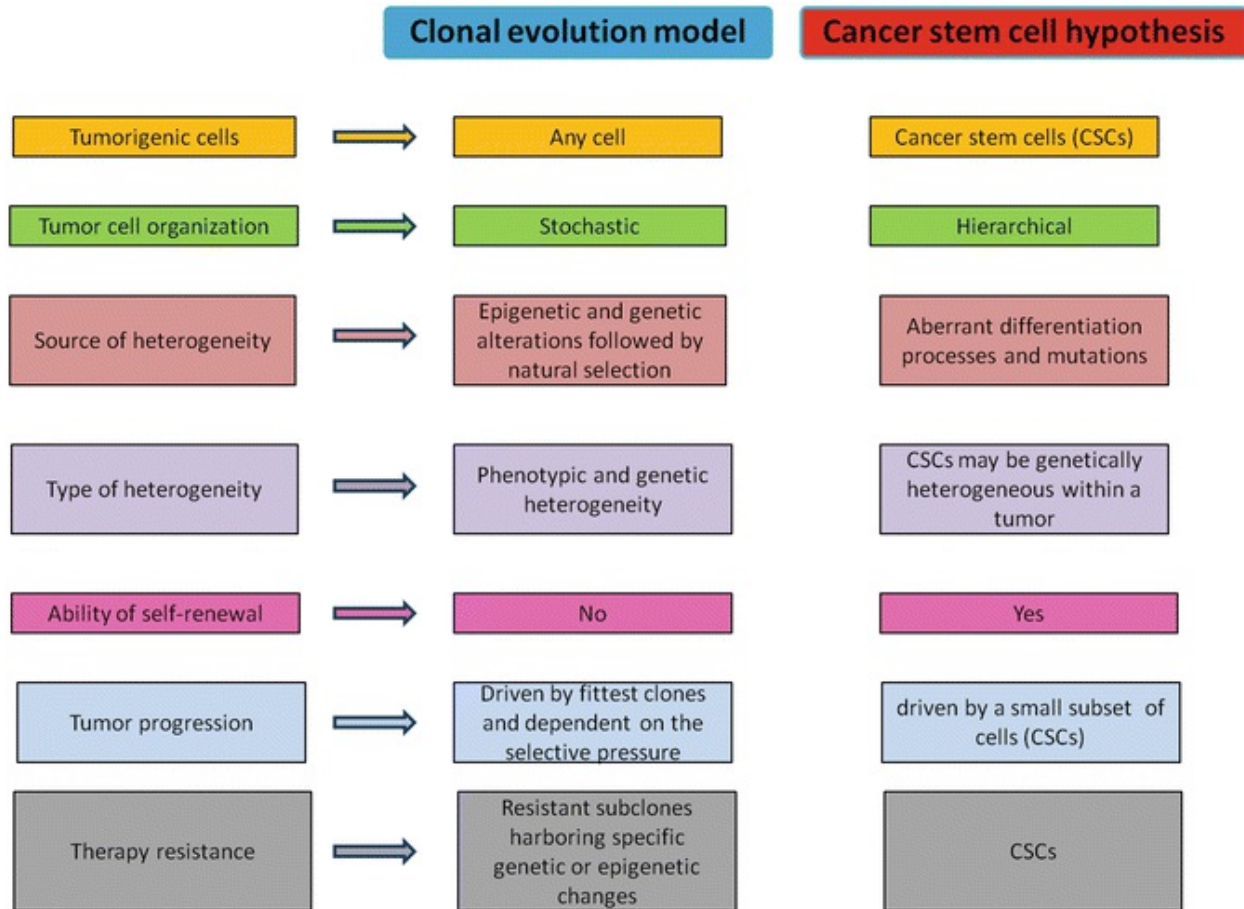 Clonal evolution model
Cancer stem cell hypothesis
Tumorigenic cells
Any cell
Cancer stem cells (CSCs)
Tumor cell organization
Stochastic
Hierarchical
Source of heterogeneity
Epigenetic and genetic
alterations followed by
natural selection
Aberrant differentiation
processes and mutations
Type of heterogeneity
Phenotypic and genetic
heterogeneity
CSCs may be genetically
heterogeneous within a
tumor
Ability of self-renewal
No
Yes
Tumor progression
Driven by fittest clones
and dependent on the
selective pressure
driven by a small subset of
cells (CSCs)
Therapy resistance
Resistant subclones
harboring specific
genetic or epigenetic
changes
CSCs